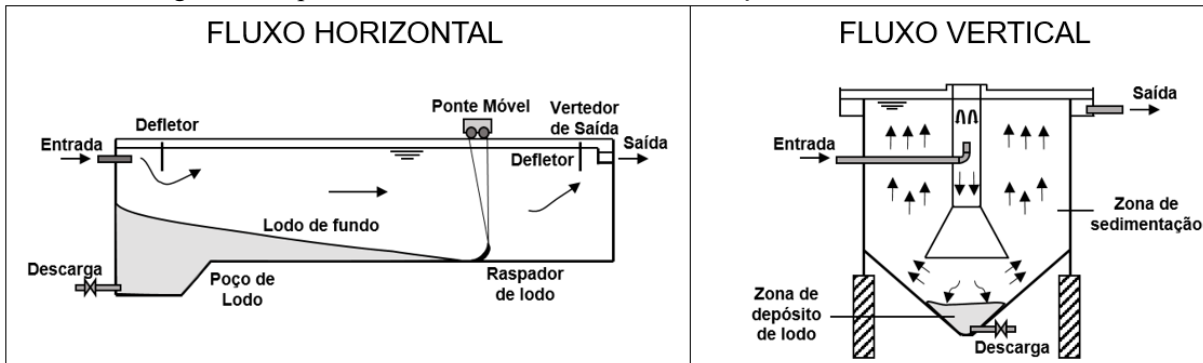 FLUXO HORIZONTAL
Ponte Móvel
Vertedor
de Saída
Defletor
Entrada
Defletor
Saída
Lodo de fundo
Descarga
Poço de
Lodo
Raspador
de lodo
FLUXO VERTICAL
Saída
Entrada
Zona de
sedimentação
Zona de
depósito
de lodo
Descarga